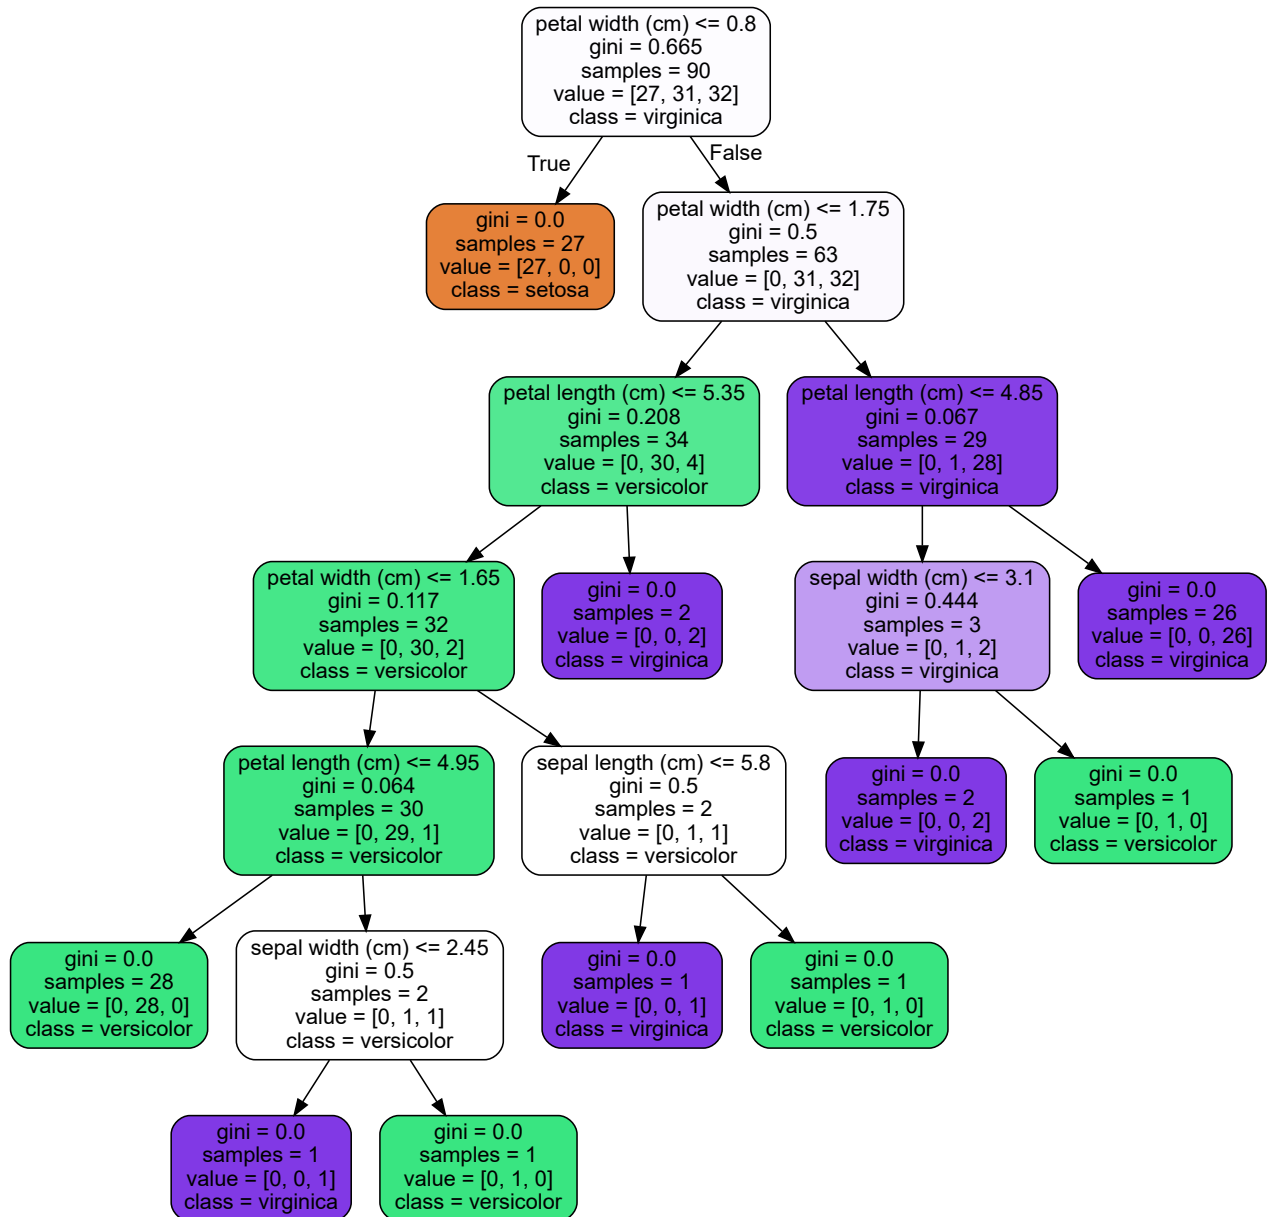 petal width (cm) <= 0.8
gini = 0.665
samples = 90
value = [27, 31, 32]
class = virginica
True
False
gini = 0.0
samples = 27
value = [27, 0, 0]
class = setosa
petal width (cm) <= 1.75
gini = 0.5
samples = 63
value = [0, 31, 32]
class = virginica
petal length (cm) <= 5.35
gini = 0.208
samples = 34
value = [0, 30, 4]
class = versicolor
petal length (cm) <= 4.85
gini = 0.067
samples = 29
value = [0, 1, 28]
class = virginica
petal width (cm) <= 1.65
gini = 0.117
samples = 32
value = [0, 30, 2]
class = versicolor
gini = 0.0
samples = 2
value = [0, 0, 2]
class = virginica
sepal width (cm) <= 3.1
gini = 0.444
samples = 3
value = [0, 1, 2]
class = virginica
gini = 0.0
samples = 26
value = [0, 0, 26]
class = virginica
petal length (cm) <= 4.95
gini = 0.064
samples = 30
value = [0, 29, 1]
class = versicolor
sepal length (cm) <= 5.8
gini = 0.5
samples = 2
value = [0, 1, 1]
class = versicolor
gini = 0.0
samples = 2
value = [0, 0, 2]
class = virginica
gini = 0.0
samples = 1
value = [0, 1, 0]
class = versicolor
gini = 0.0
samples = 28
value = [0, 28, 0]
class = versicolor
sepal width (cm) <= 2.45
gini = 0.5
samples = 2
value = [0, 1, 1]
class = versicolor
gini = 0.0
samples = 1
value = [0, 0, 1]
class = virginica
gini = 0.0
samples = 1
value = [0, 1, 0]
class = versicolor
gini = 0.0
samples = 1
value = [0, 0, 1]
class = virginica
gini = 0.0
samples = 1
value = [0, 1, 0]
class = versicolor